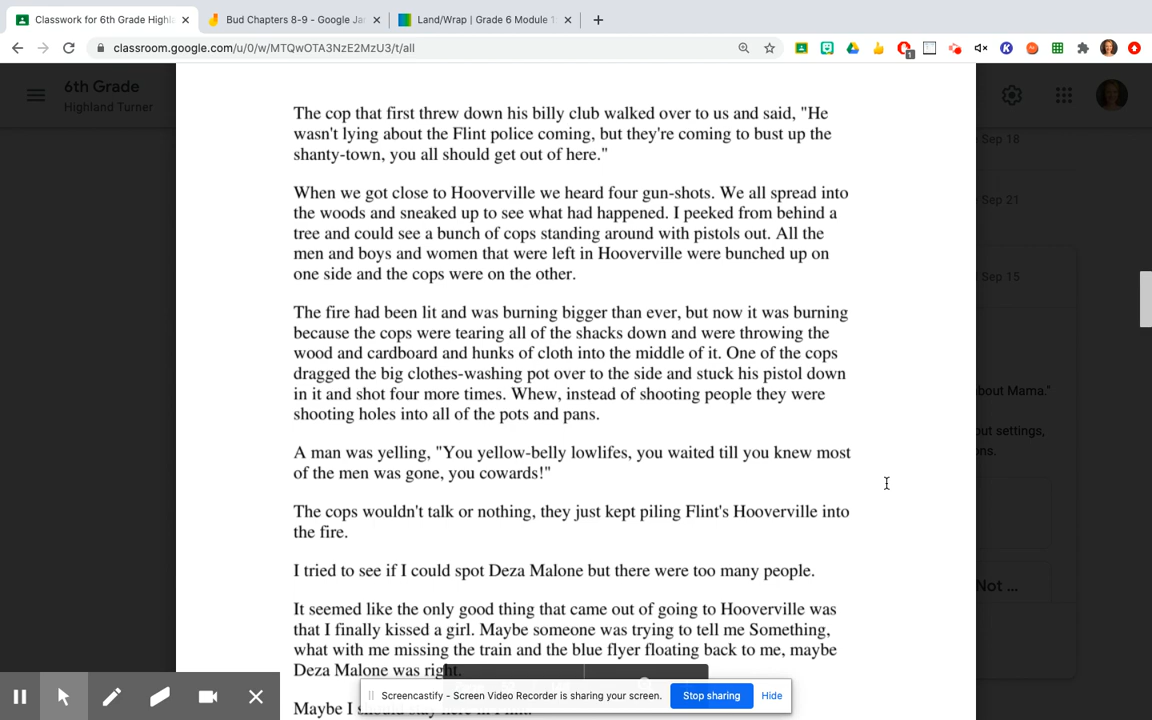 Classwork for 6th Grade Highl
Bud Chapters 8-9 - Google Ja
Land/Wrap | Grade 6 Module 1
classroom.google.com/u/0/w/MTQwOTA3NzE2MzU3/t/all
6th Grade
Highland Turner
Sep 18
Sep 21
Sep 15
The cop that first threw down his billy club walked over to us and said, "He
wasn't lying about the Flint police coming, but they're coming to bust up the
shanty-town, you all should get out of here."
When we got close to Hooverville we heard four gun-shots. We all spread into
the woods and sneaked up to see what had happened. I peeked from behind a
tree and could see a bunch of cops standing around with pistols out. All the
men and boys and women that were left in Hooverville were bunched up on
one side and the cops were on the other.
The fire had been lit and was burning bigger than ever, but now it was burning
because the cops were tearing all of the shacks down and were throwing the
wood and cardboard and hunks of cloth into the middle of it. One of the cops
dragged the big clothes-washing pot over to the side and stuck his pistol down
in it and shot four more times. Whew, instead of shooting people they were
shooting holes into all of the pots and pans.
bout Mama."
out settings,
ons.
A man was yelling, "You yellow-belly lowlifes, you waited till you knew most
of the men was gone, you cowards!"
The cops wouldn't talk or nothing, they just kept piling Flint's Hooverville into
the fire.
I tried to see if I could spot Deza Malone but there were too many people.
Not ...
It seemed like the only good thing that came out of going to Hooverville was
that I finally kissed a girl. Maybe someone was trying to tell me Something,
what with me missing the train and the blue flyer floating back to me, maybe
Deza Malone was right.
Screencastify - Screen Video Recorder is sharing your screen.
Stop sharing
Hide
Maybe I should stay here in Flint.